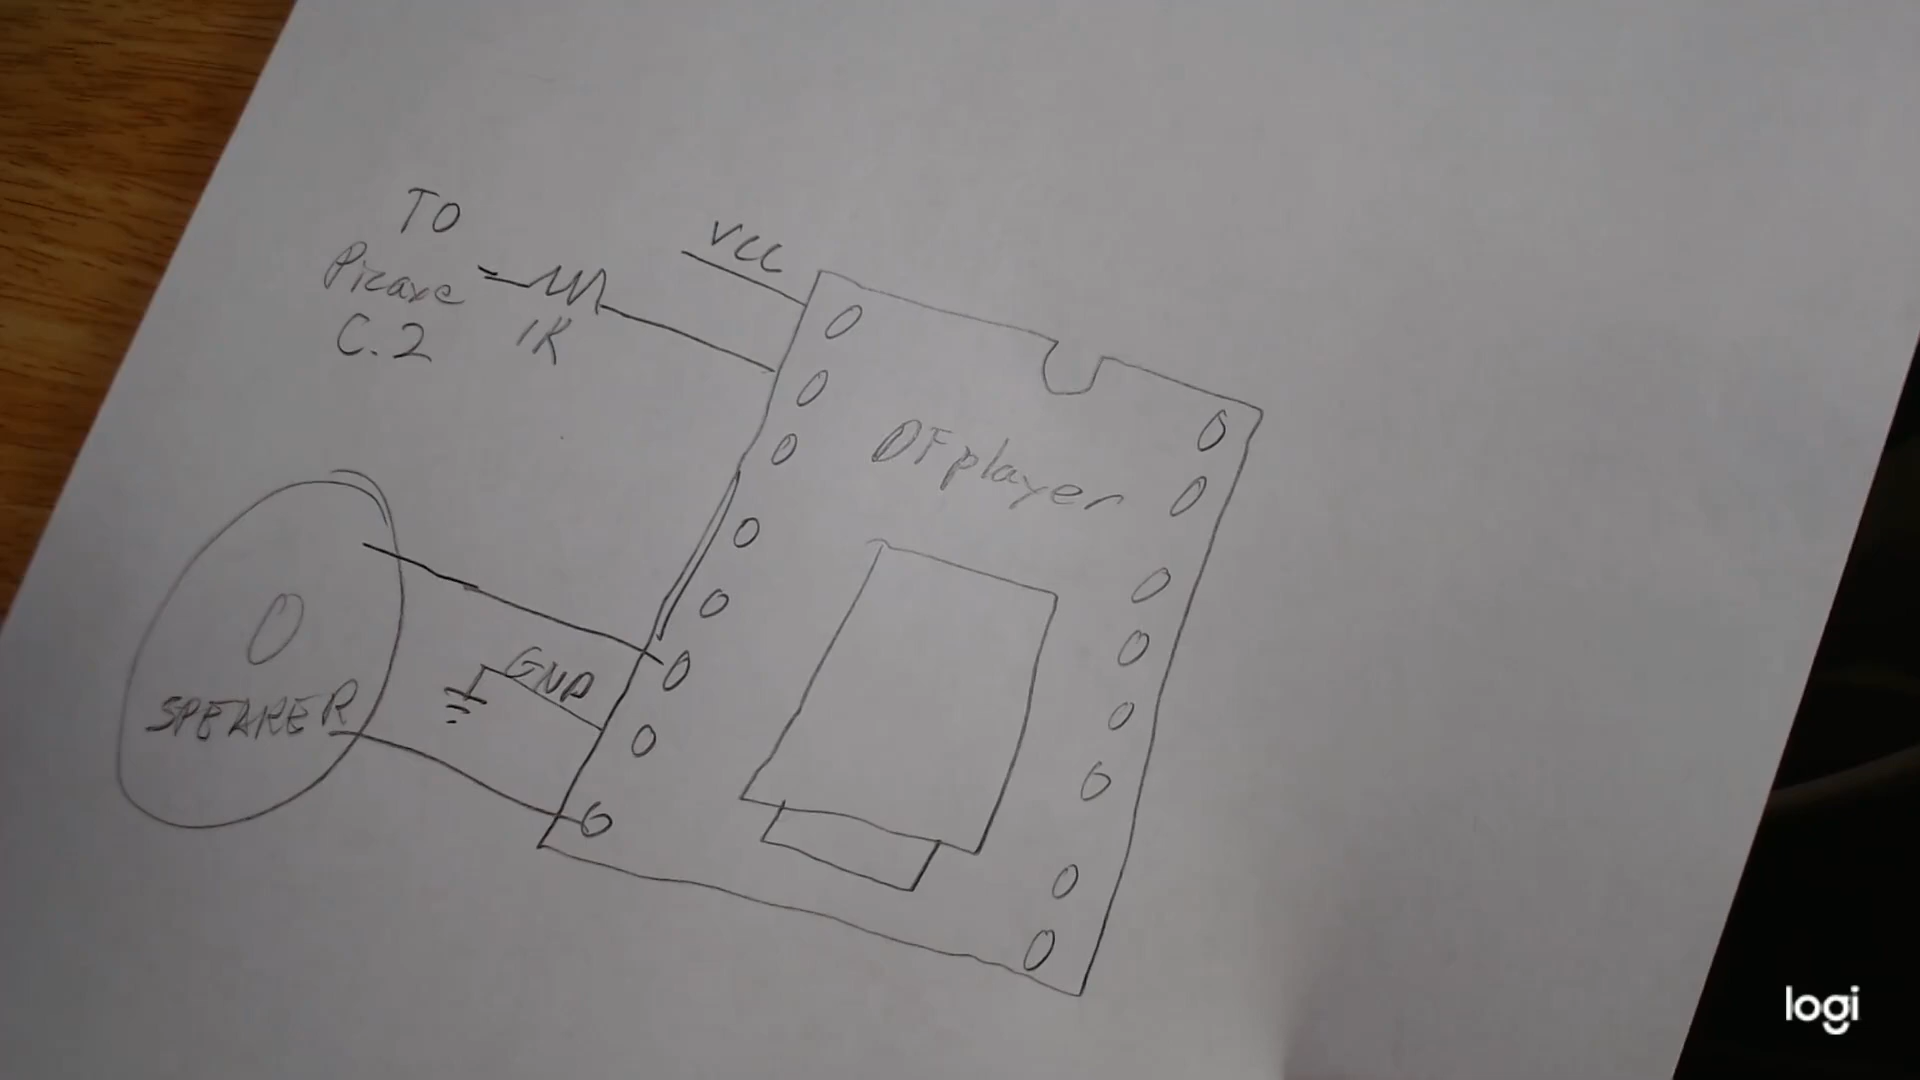 TO
Picaxe
C.2
1K
VCC
DFplayer
GND
SPEAKER
logi